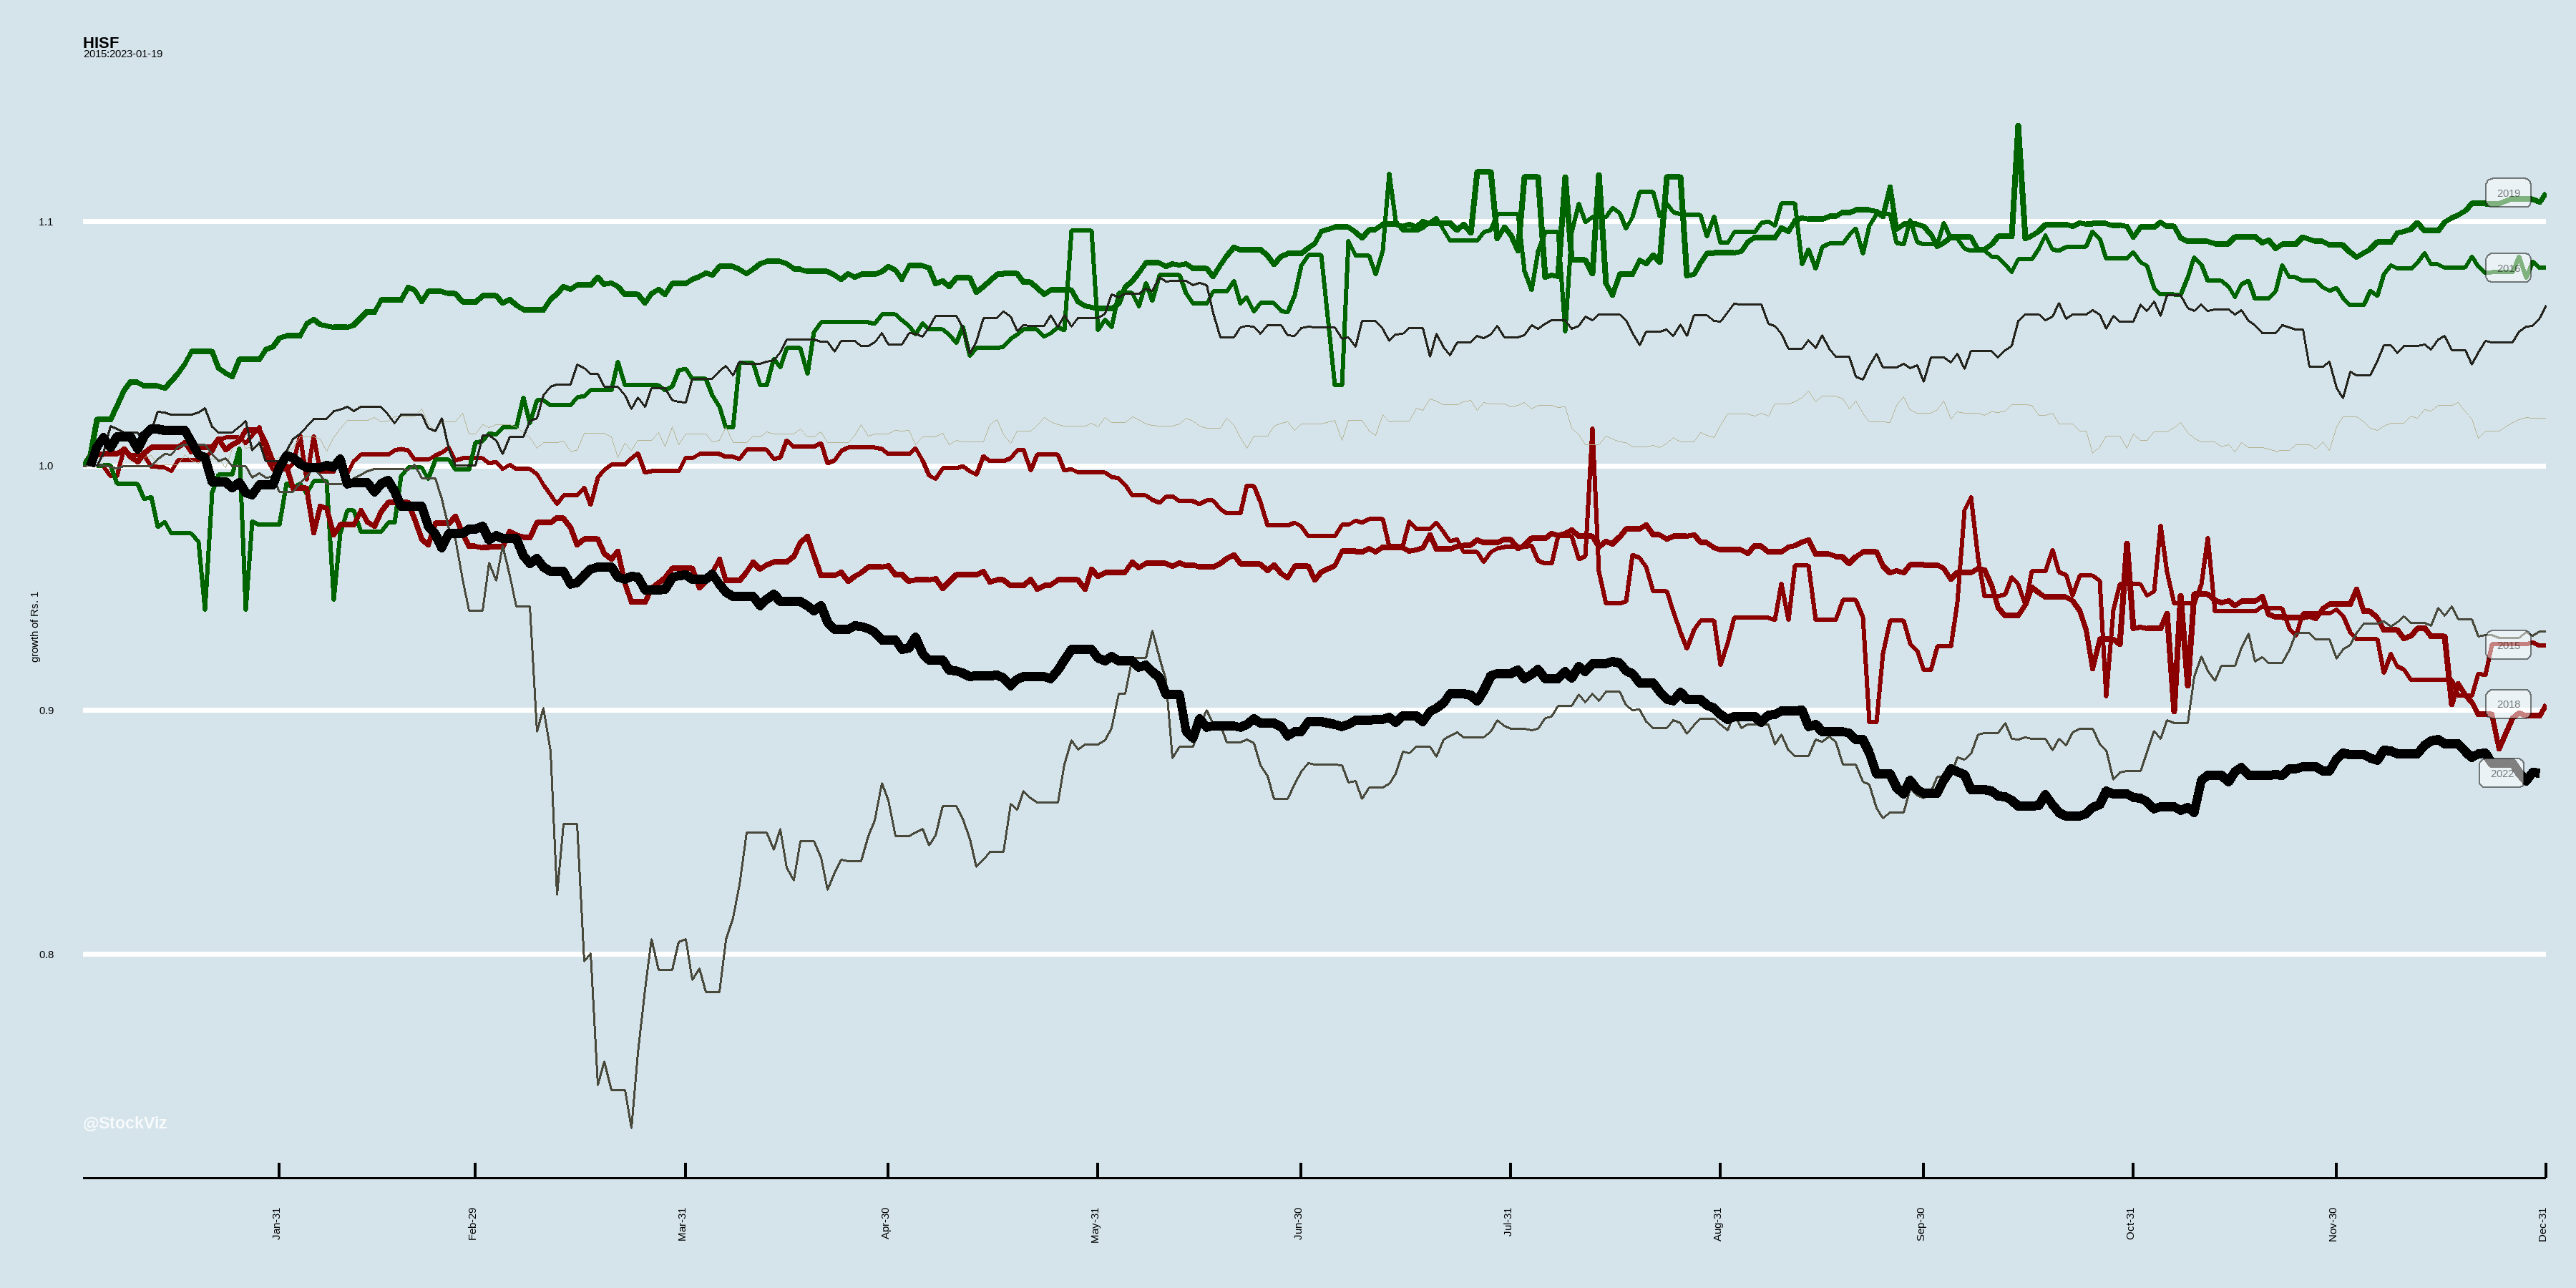 HISF
2015:2023-01-19
1.1
1.0
0.9
0.8
growth of Rs. 1
2019
2016
2015
2018
2022
@StockViz
Jan-31
Feb-29
Mar-31
Apr-30
May-31
Jun-30
Jul-31
Aug-31
Sep-30
Oct-31
Nov-30
Dec-31